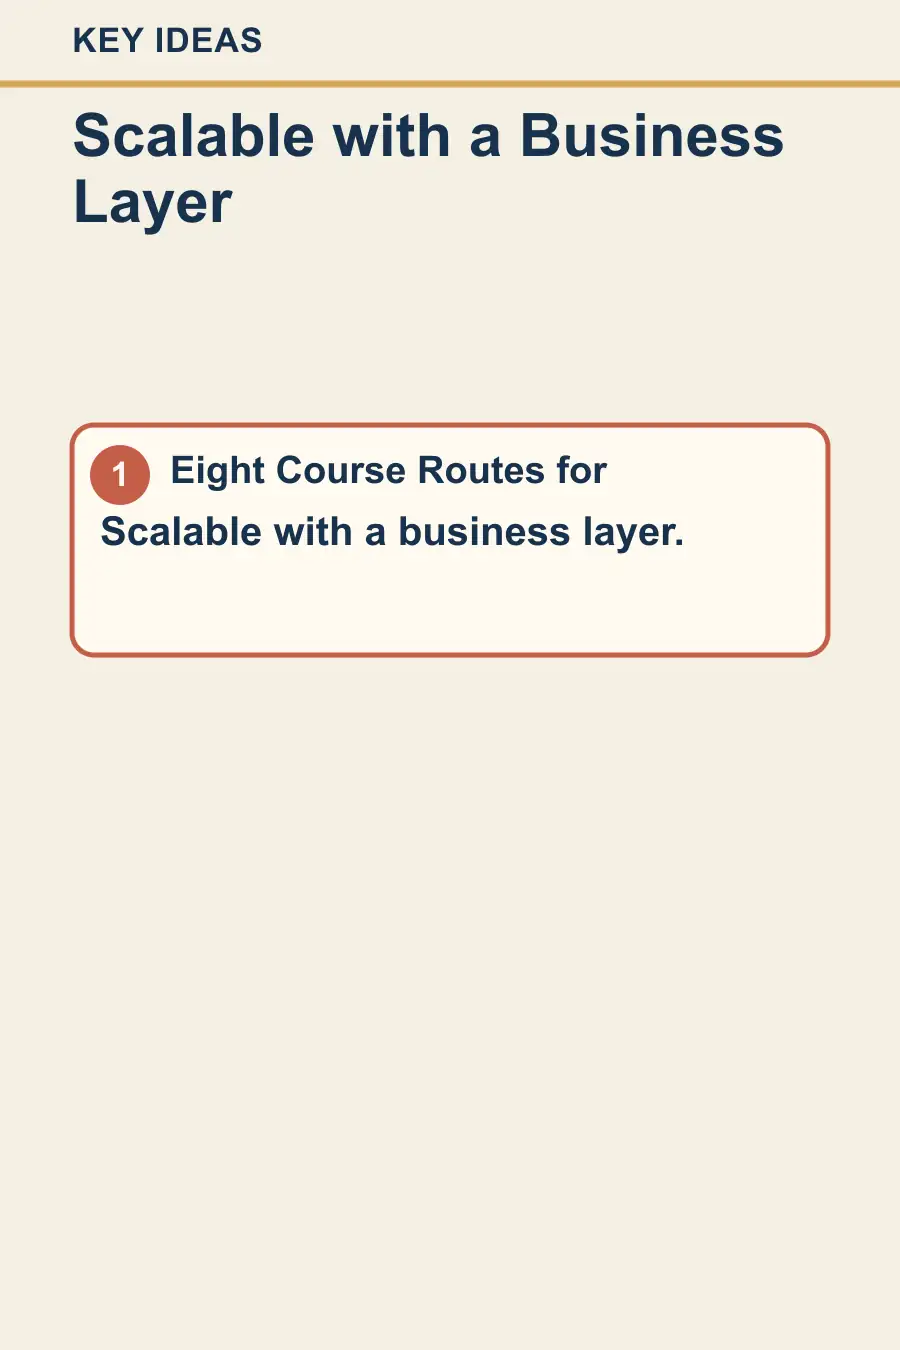 KEY IDEAS
Scalable with a Business
Layer
1 Eight Course Routes for
Scalable with a business layer.